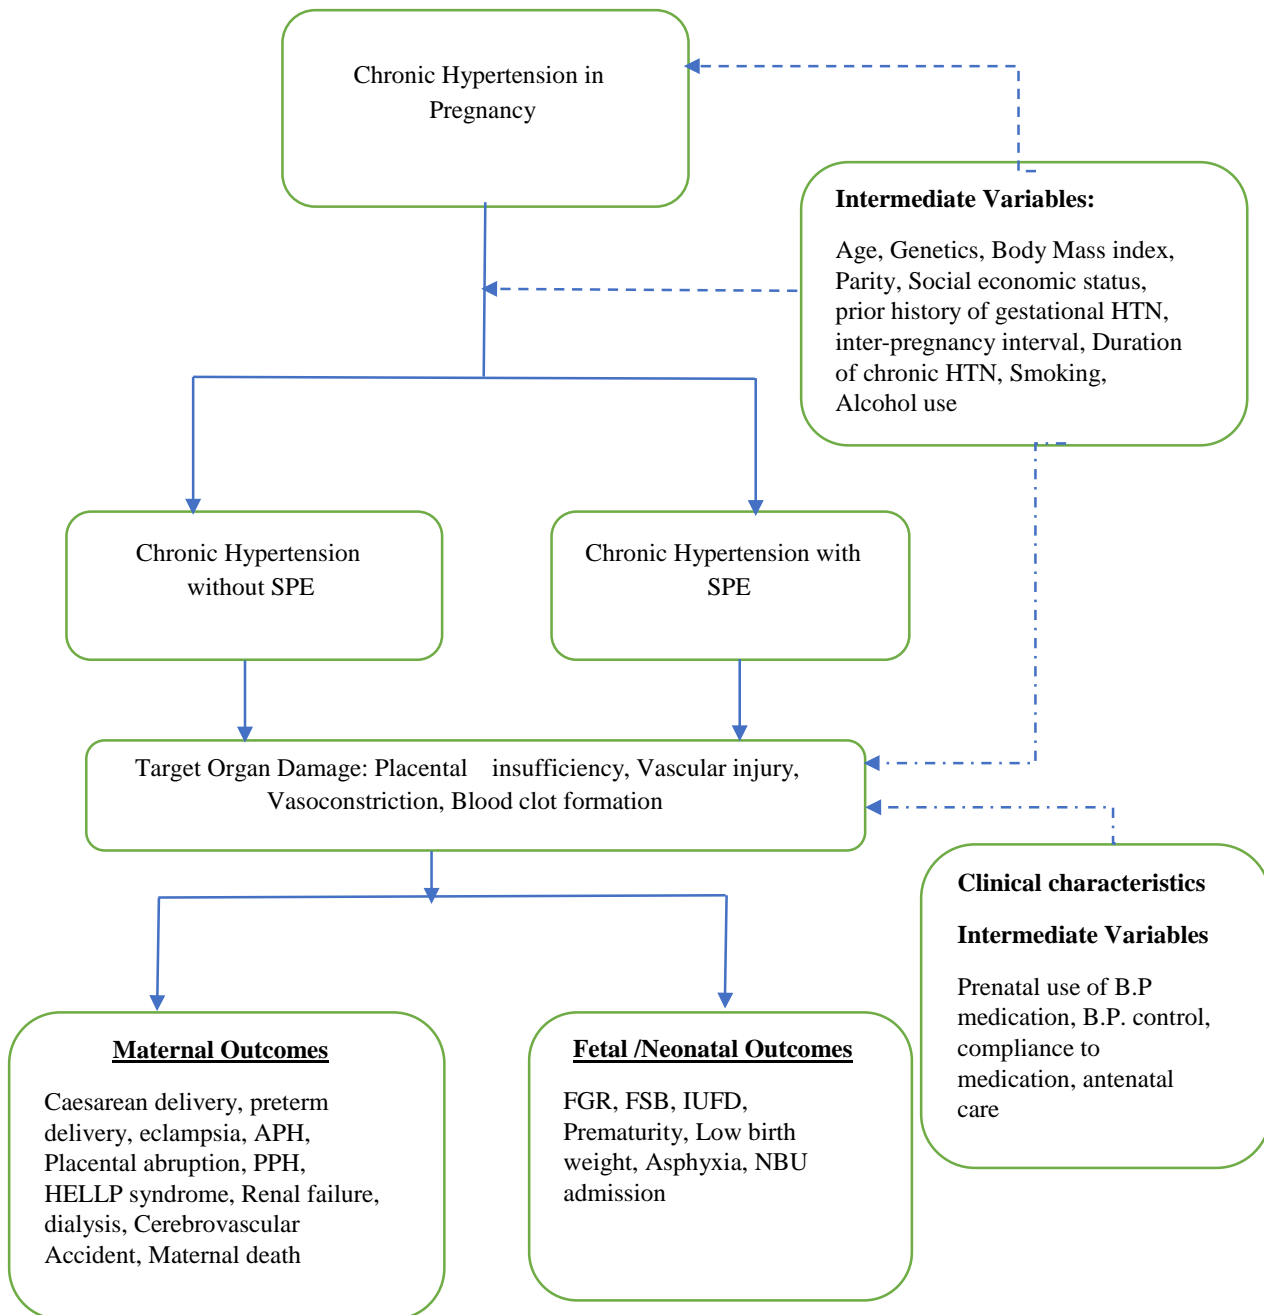 Chronic Hypertension in
Pregnancy
Intermediate Variables:
Age, Genetics, Body Mass index,
Parity, Social economic status,
prior history of gestational HTN,
inter-pregnancy interval, Duration
of chronic HTN, Smoking,
Alcohol use
Chronic Hypertension
without SPE
Chronic Hypertension with
SPE
Target Organ Damage: Placental insufficiency, Vascular injury,
Vasoconstriction, Blood clot formation
Clinical characteristics
Intermediate Variables
Prenatal use of B.P
medication, B.P. control,
compliance to
medication, antenatal
care
Maternal Outcomes
Caesarean delivery, preterm
delivery, eclampsia, APH,
Placental abruption, PPH,
HELLP syndrome, Renal failure,
dialysis, Cerebrovascular
Accident, Maternal death
Fetal /Neonatal Outcomes
FGR, FSB, IUFD,
Prematurity, Low birth
weight, Asphyxia, NBU
admission